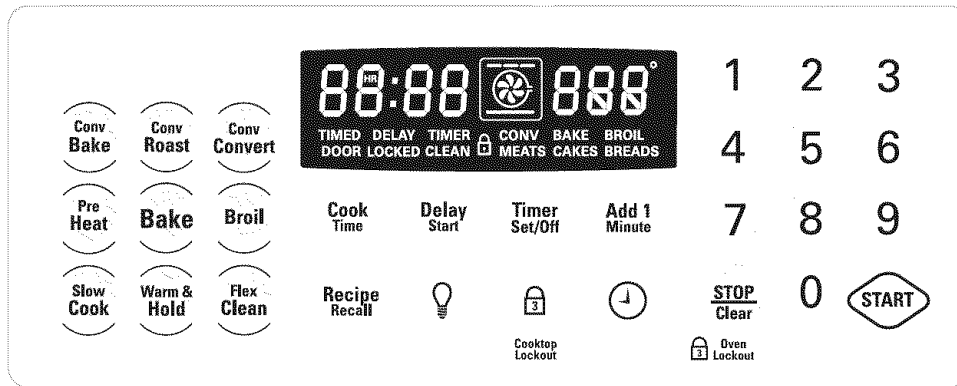 Conv
Bake
Conv
Roast
Conv
Convert
Pre
Heat
Bake
Broil
Slow
Cook
Warm &
Hold
Flex
Clean
88:88 888°
HR
TIMED DELAY TIMER CONV BAKE BROIL
DOOR LOCKED CLEAN MEATS CAKES BREADS
Cook
Time
Delay
Start
Timer
Set/Off
Add 1
Minute
Recipe
Recall
3
Cooktop
Lockout
1 2 3
4 5 6
7 8 9
STOP
Clear
0
START
3
Oven
Lockout